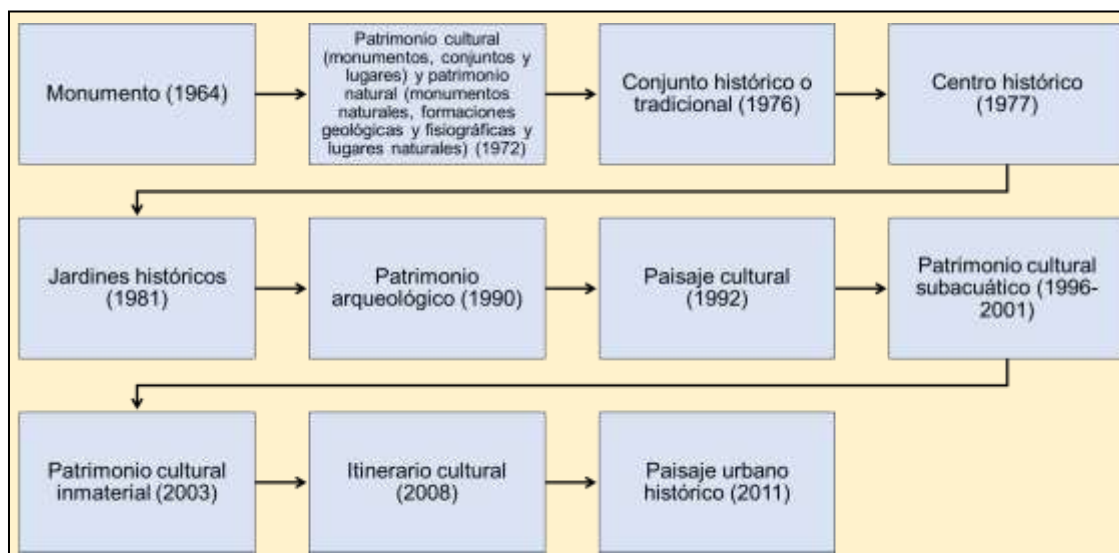 Monumento (1964)
Patrimonio cultural
(monumentos, conjuntos y
lugares) y patrimonio
natural (monumentos
naturales, formaciones
geológicas y fisiográficas y
lugares naturales) (1972)
Conjunto histórico o
tradicional (1976)
Centro histórico
(1977)
Jardines históricos
(1981)
Patrimonio
arqueológico (1990)
Paisaje cultural
(1992)
Patrimonio cultural
subacuático (1996-
2001)
Patrimonio cultural
inmaterial (2003)
Itinerario cultural
(2008)
Paisaje urbano
histórico (2011)